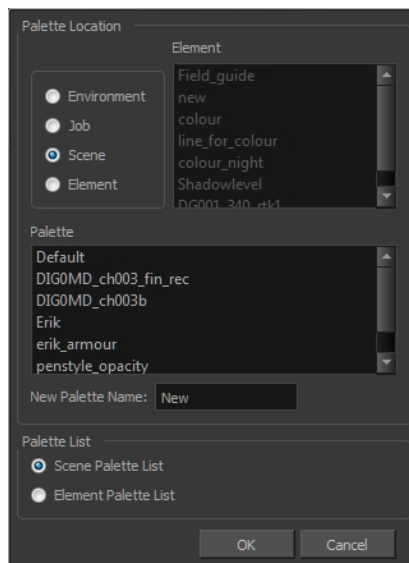 Palette Location
Element
Environment
Job
Scene
Element
Field_guide
new
colour
line_for_colour
colour_night
Shadowlevel
DG001_340_rtk1
Palette
Default
DIG0MD_ch003_fin_rec
DIG0MD_ch003b
Erik
erik_armour
penstyle_opacity
New Palette Name: New
Palette List
Scene Palette List
Element Palette List
OK Cancel